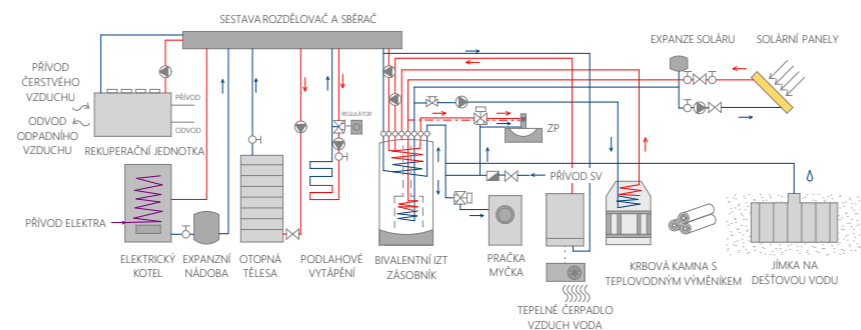 SESTAVA ROZDĚLOVAČ A SBĚRAČ
EXPANZE SOLÁRU
SOLÁRNÍ PANELY
PŘÍVOD
ČERSTVÉHO
VZDUCHU
PŘÍVOD
ODVOD
ODPADNÍHO
VZDUCHU
ODVOD
REKUPERAČNÍ JEDNOTKA
REGULÁTOR
ZP
PŘÍVOD SV
PŘÍVOD ELEKTRA
ELEKTRICKÝ
KOTEL
EXPANZNÍ
NÁDOBA
OTOPNÁ
TĚLESA
PODLAHOVÉ
VYTÁPĚNÍ
BIVALENTNÍ IZT
ZÁSOBNÍK
PRAČKA
MYČKA
TEPELNÉ ČERPADLO
VZDUCH VODA
KRBOVÁ KAMNA S
TEPLOVODNÝM VÝMĚNÍKEM
JÍMKA NA
DEŠŤOVOU VODU